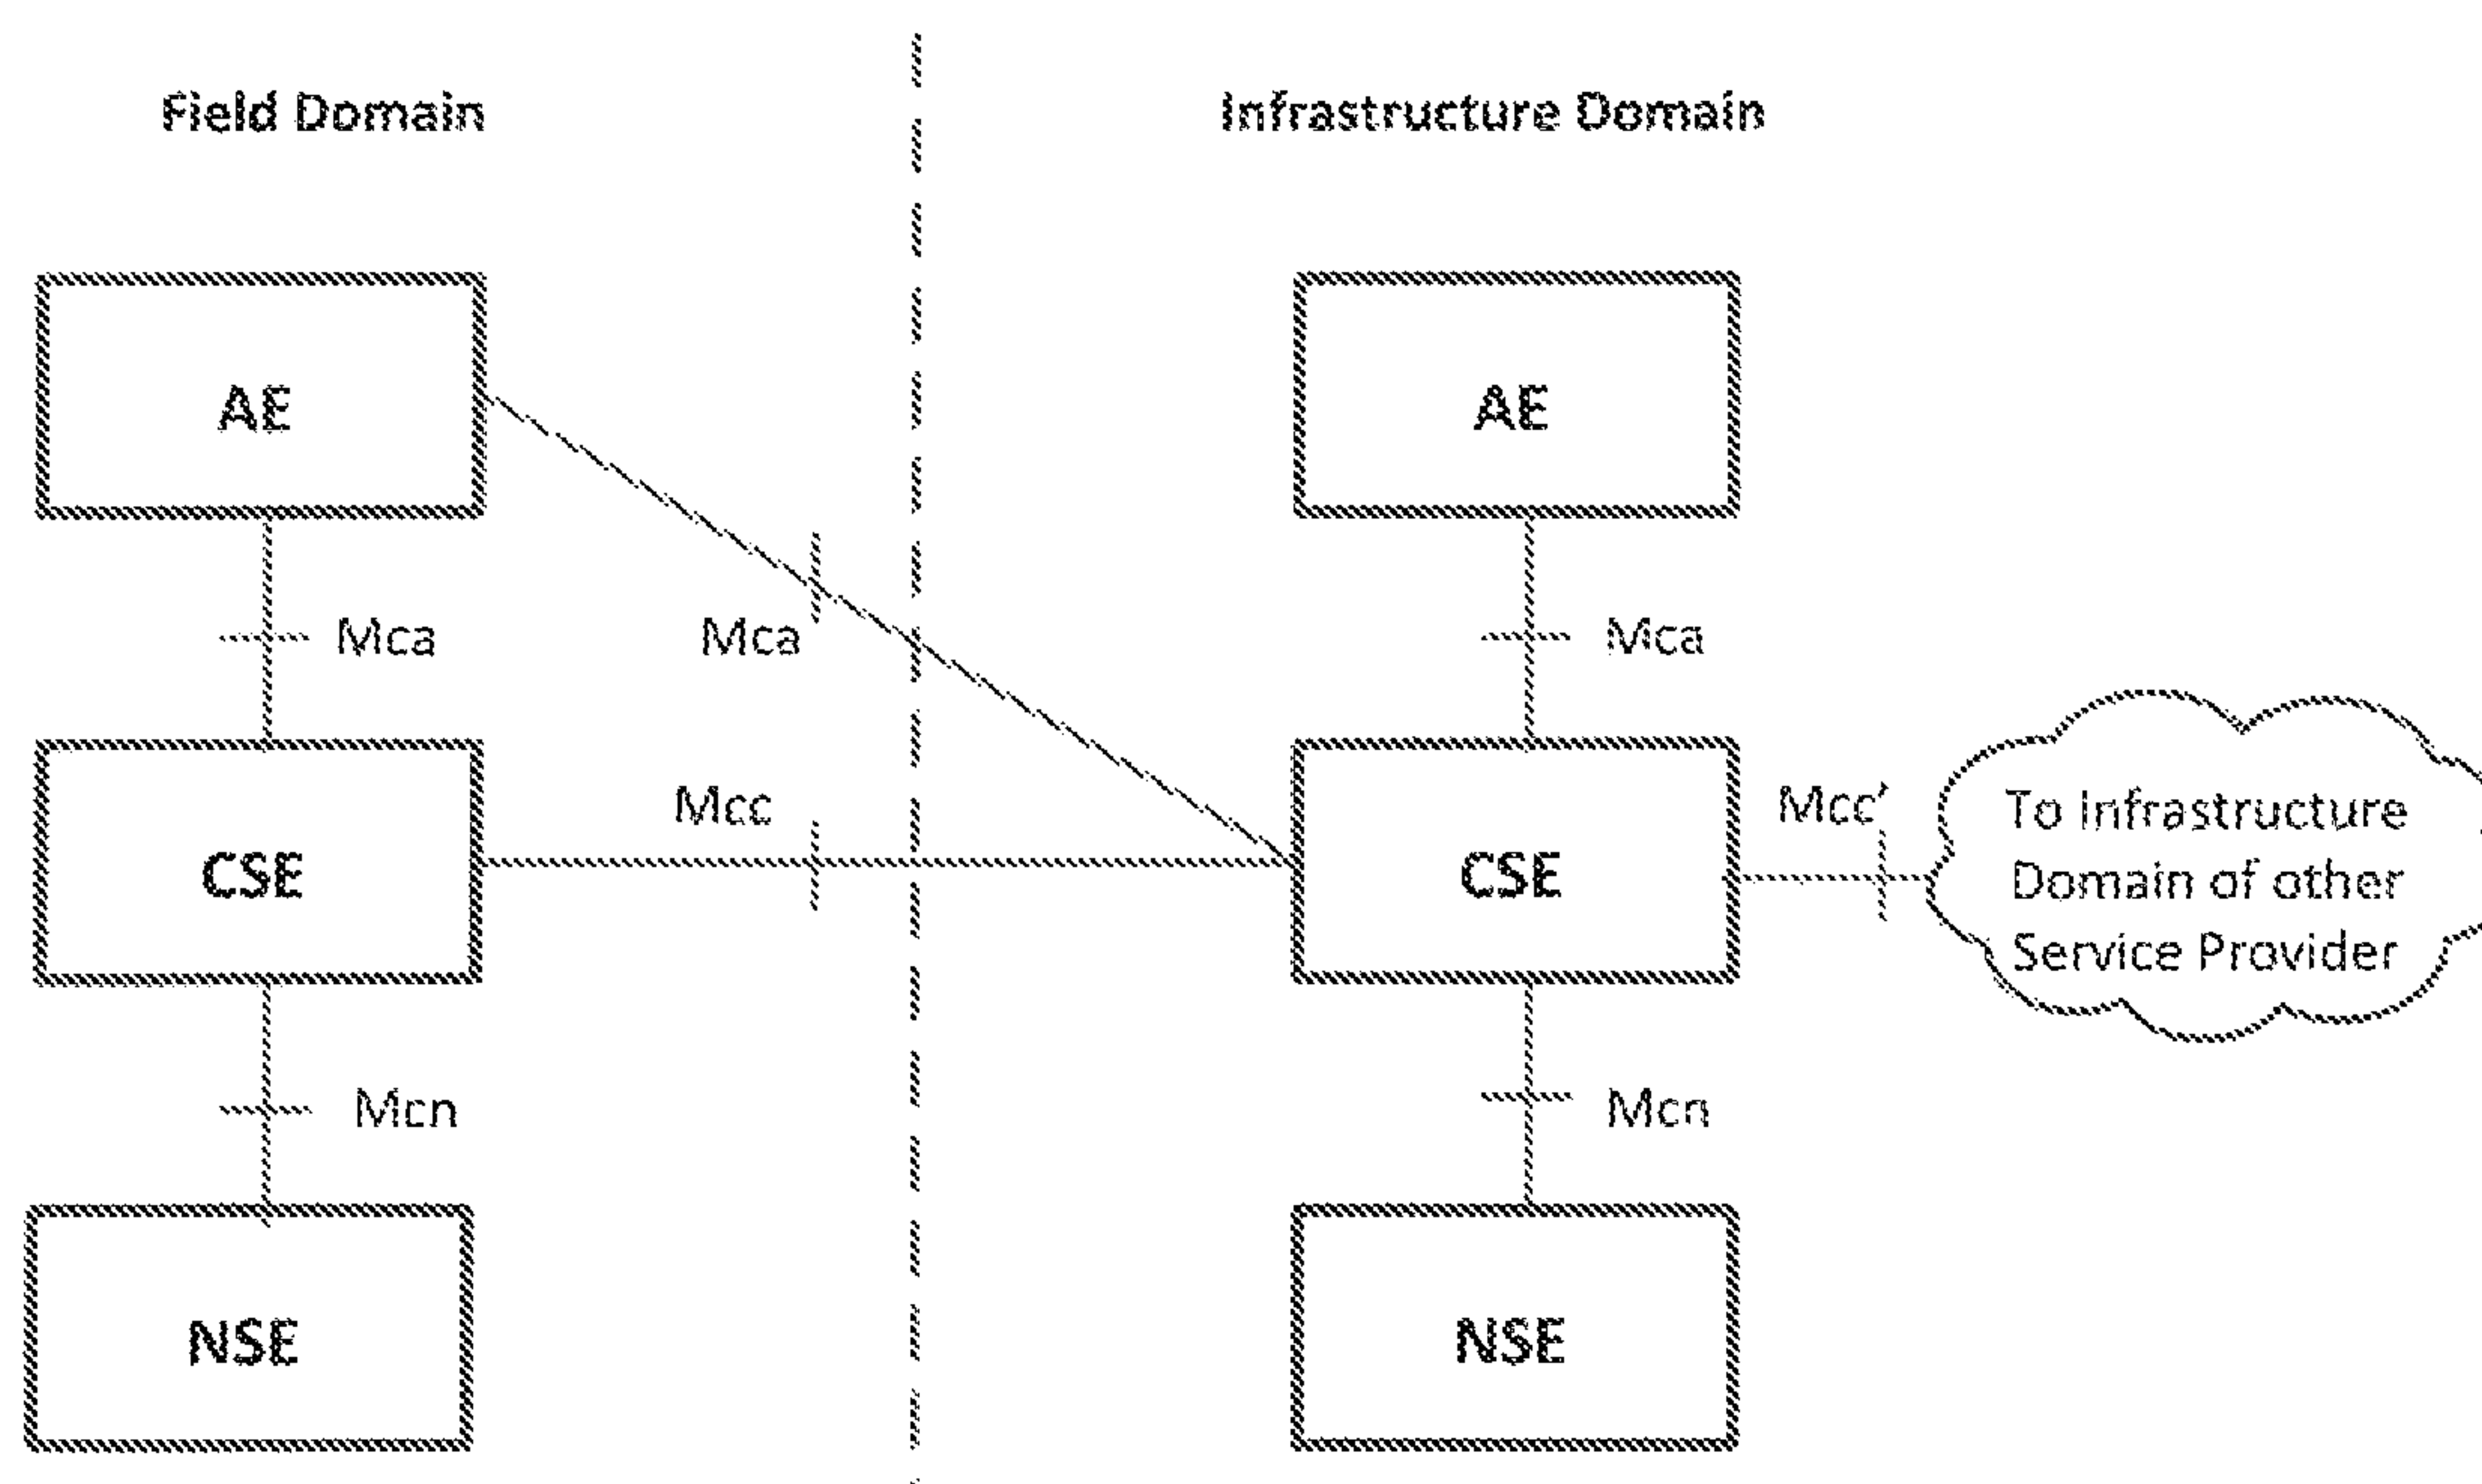 Field Domain
Infrastructure Domain
AE
AE
Mca
Mca
Mca
Mcc
Mcc'
CSE
CSE
To Infrastructure
Domain of other
Service Provider
Mcn
Mcn
NSE
NSE